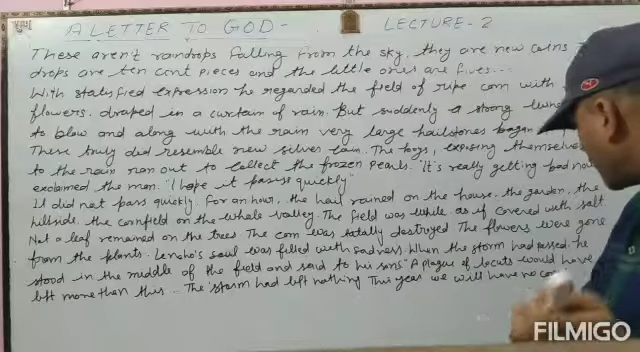 A LETTER TO GOD - LECTURE - 2
These aren't raindrops falling from the sky, they are new coins
drops are ten cent pieces and the little ones are fives...
With statisfied expression he regarded the field of ripe corn with
flowers. draped in a curtain of rain. But suddenly a strong
to blow and along with the rain very large hailstones began
These truly did resemble new silver coin. The boys, exposing themselves
to the rain ran out to collect the frozen pearls. "It's really getting bad now
exclaimed the man. "I hope it passes quickly"
It did not pass quickly. For an hour, the hail rained on the house, the garden, the
hillside, the cornfield on the whole valley. The field was white, as if covered with salt
Not a leaf remained on the trees. The corn was totally destroyed The flowers were gone
from the plants. Lencho's soul was filled with sadness. When the storm had passed, he
stood in the middle of the field and said to his sons "A plague of locuts would have
left more than this... The storm had left nothing This year we will have no
FILMIGO